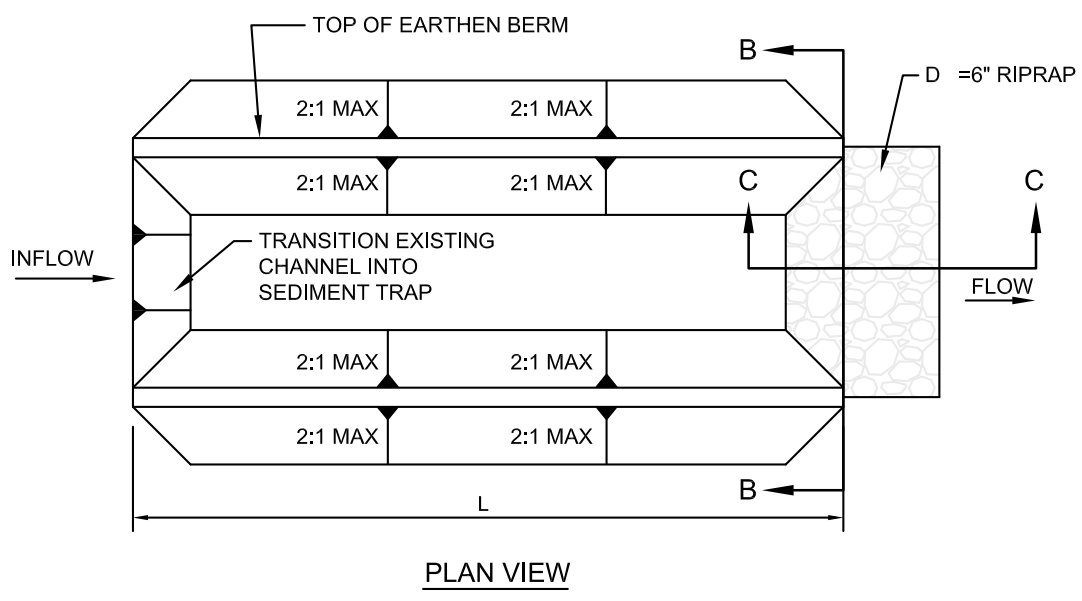 TOP OF EARTHEN BERM
B
D =6" RIPRAP
2:1 MAX 2:1 MAX
2:1 MAX 2:1 MAX
C C
INFLOW
TRANSITION EXISTING
CHANNEL INTO
SEDIMENT TRAP
FLOW
2:1 MAX 2:1 MAX
2:1 MAX 2:1 MAX
B
L
PLAN VIEW